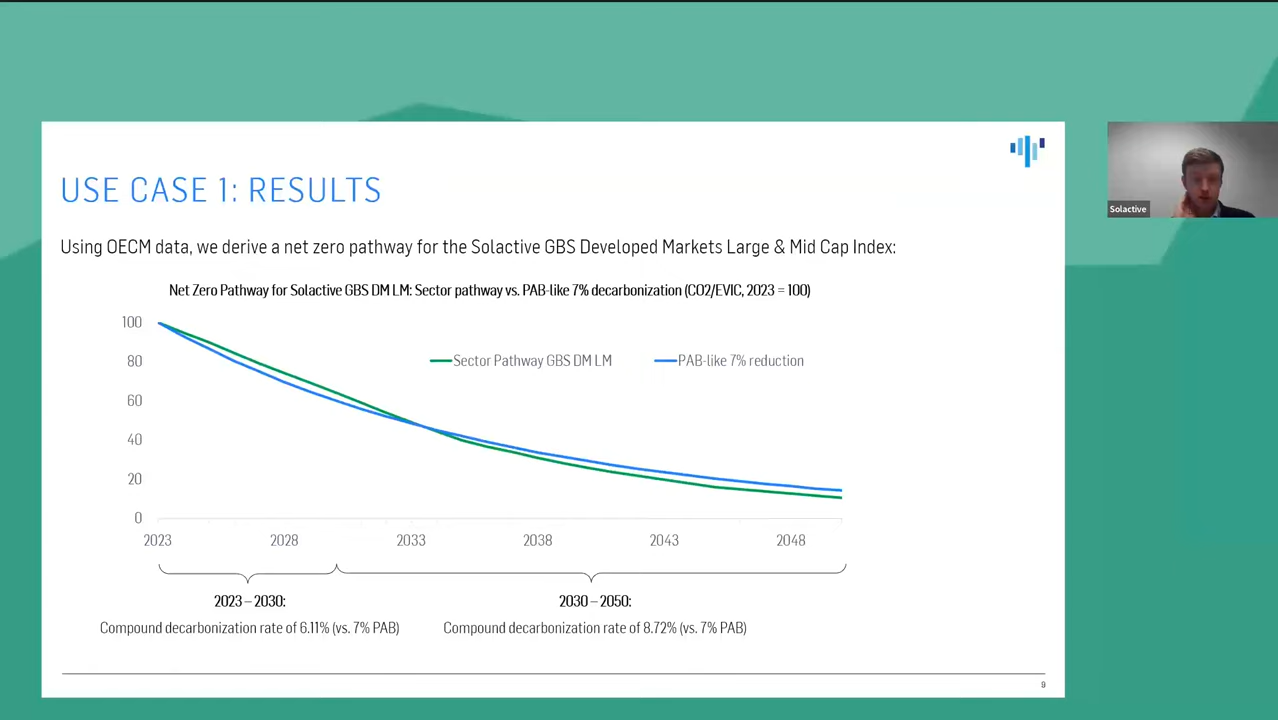 USE CASE 1: RESULTS
Using OECM data, we derive a net zero pathway for the Solactive GBS Developed Markets Large & Mid Cap Index:
Net Zero Pathway for Solactive GBS DM LM: Sector pathway vs. PAB-like 7% decarbonization (CO2/EVIC, 2023 = 100)
100
80
60
40
20
0
Sector Pathway GBS DM LM
PAB-like 7% reduction
2023 2028 2033 2038 2043 2048
2023 – 2030:
Compound decarbonization rate of 6.11% (vs. 7% PAB)
2030 – 2050:
Compound decarbonization rate of 8.72% (vs. 7% PAB)
9
Solactive